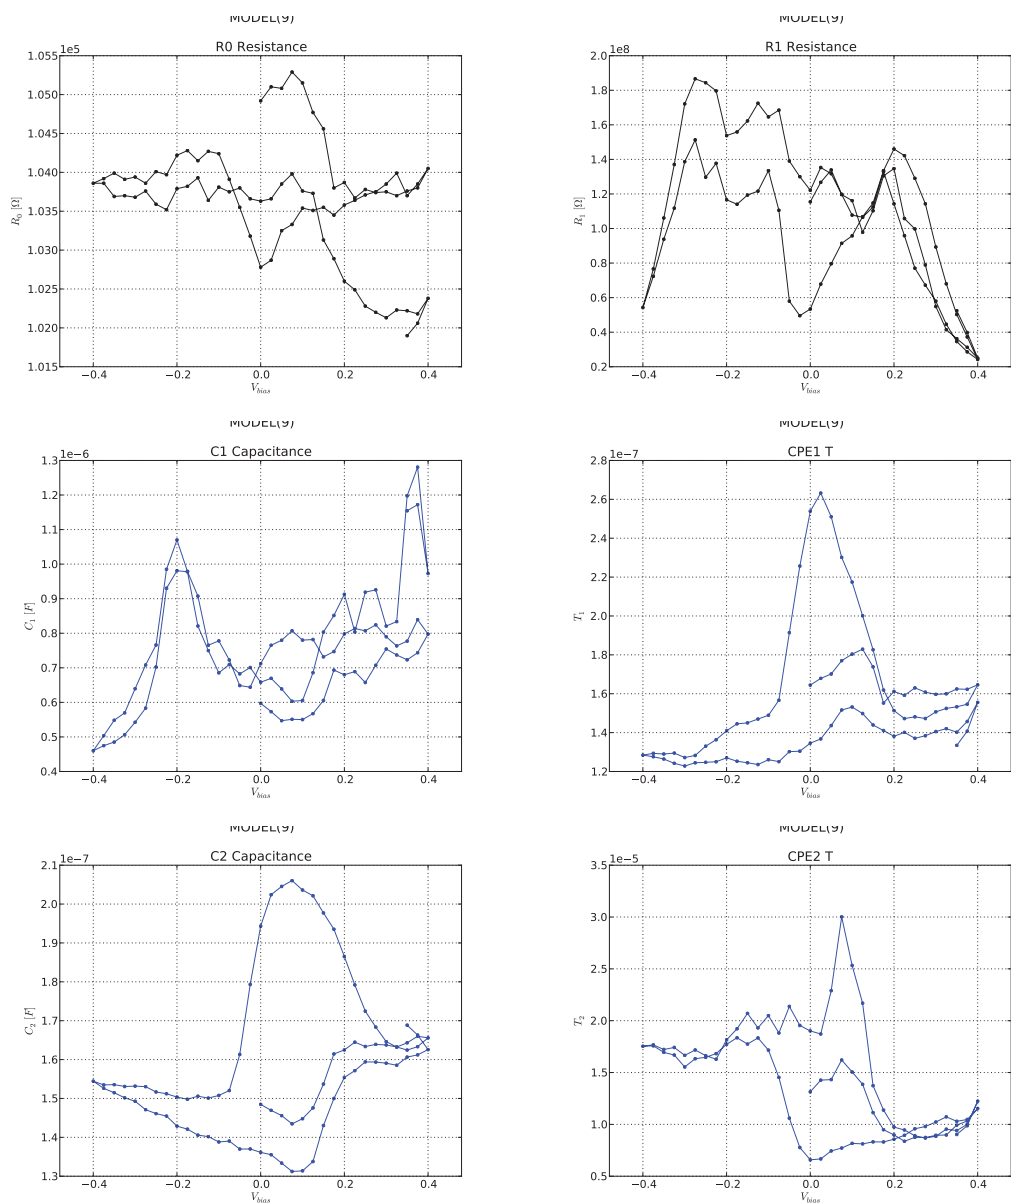 MODEL(9)
R0 Resistance
1e5
1.055
1.050
1.045
1.040
1.035
1.030
1.025
1.020
1.015
R0 [Ω]
−0.4 −0.2 0.0 0.2 0.4
Vbias
MODEL(9)
R1 Resistance
1e8
2.0
1.8
1.6
1.4
1.2
1.0
0.8
0.6
0.4
0.2
R1 [Ω]
−0.4 −0.2 0.0 0.2 0.4
Vbias
MODEL(9)
C1 Capacitance
1e−6
1.3
1.2
1.1
1.0
0.9
0.8
0.7
0.6
0.5
0.4
C1 [F]
−0.4 −0.2 0.0 0.2 0.4
Vbias
MODEL(9)
CPE1 T
1e−7
2.8
2.6
2.4
2.2
2.0
1.8
1.6
1.4
1.2
T1
−0.4 −0.2 0.0 0.2 0.4
Vbias
MODEL(9)
C2 Capacitance
1e−7
2.1
2.0
1.9
1.8
1.7
1.6
1.5
1.4
1.3
C2 [F]
−0.4 −0.2 0.0 0.2 0.4
Vbias
MODEL(9)
CPE2 T
1e−5
3.5
3.0
2.5
2.0
1.5
1.0
0.5
T2
−0.4 −0.2 0.0 0.2 0.4
Vbias